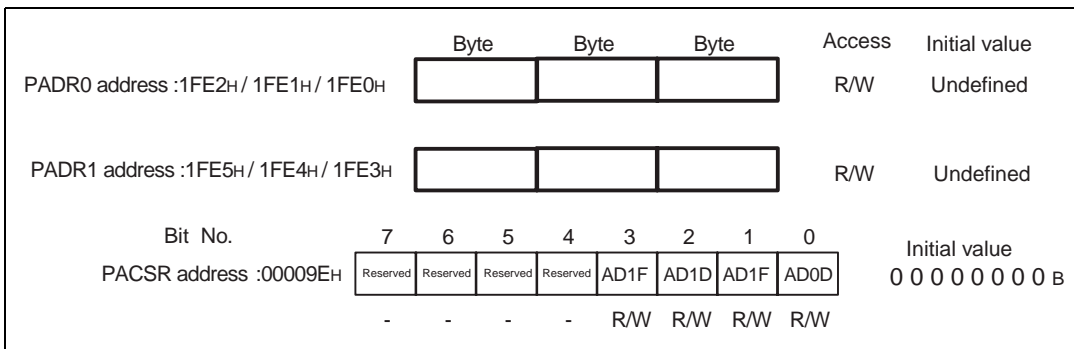 Byte Byte Byte Access Initial value
PADR0 address :1FE2H / 1FE1H / 1FE0H R/W Undefined
PADR1 address :1FE5H / 1FE4H / 1FE3H R/W Undefined
Bit No. 7 6 5 4 3 2 1 0 Initial value
PACSR address :00009EH Reserved Reserved Reserved Reserved AD1F AD1D AD1F AD0D 0 0 0 0 0 0 0 0 B
- - - - R/W R/W R/W R/W